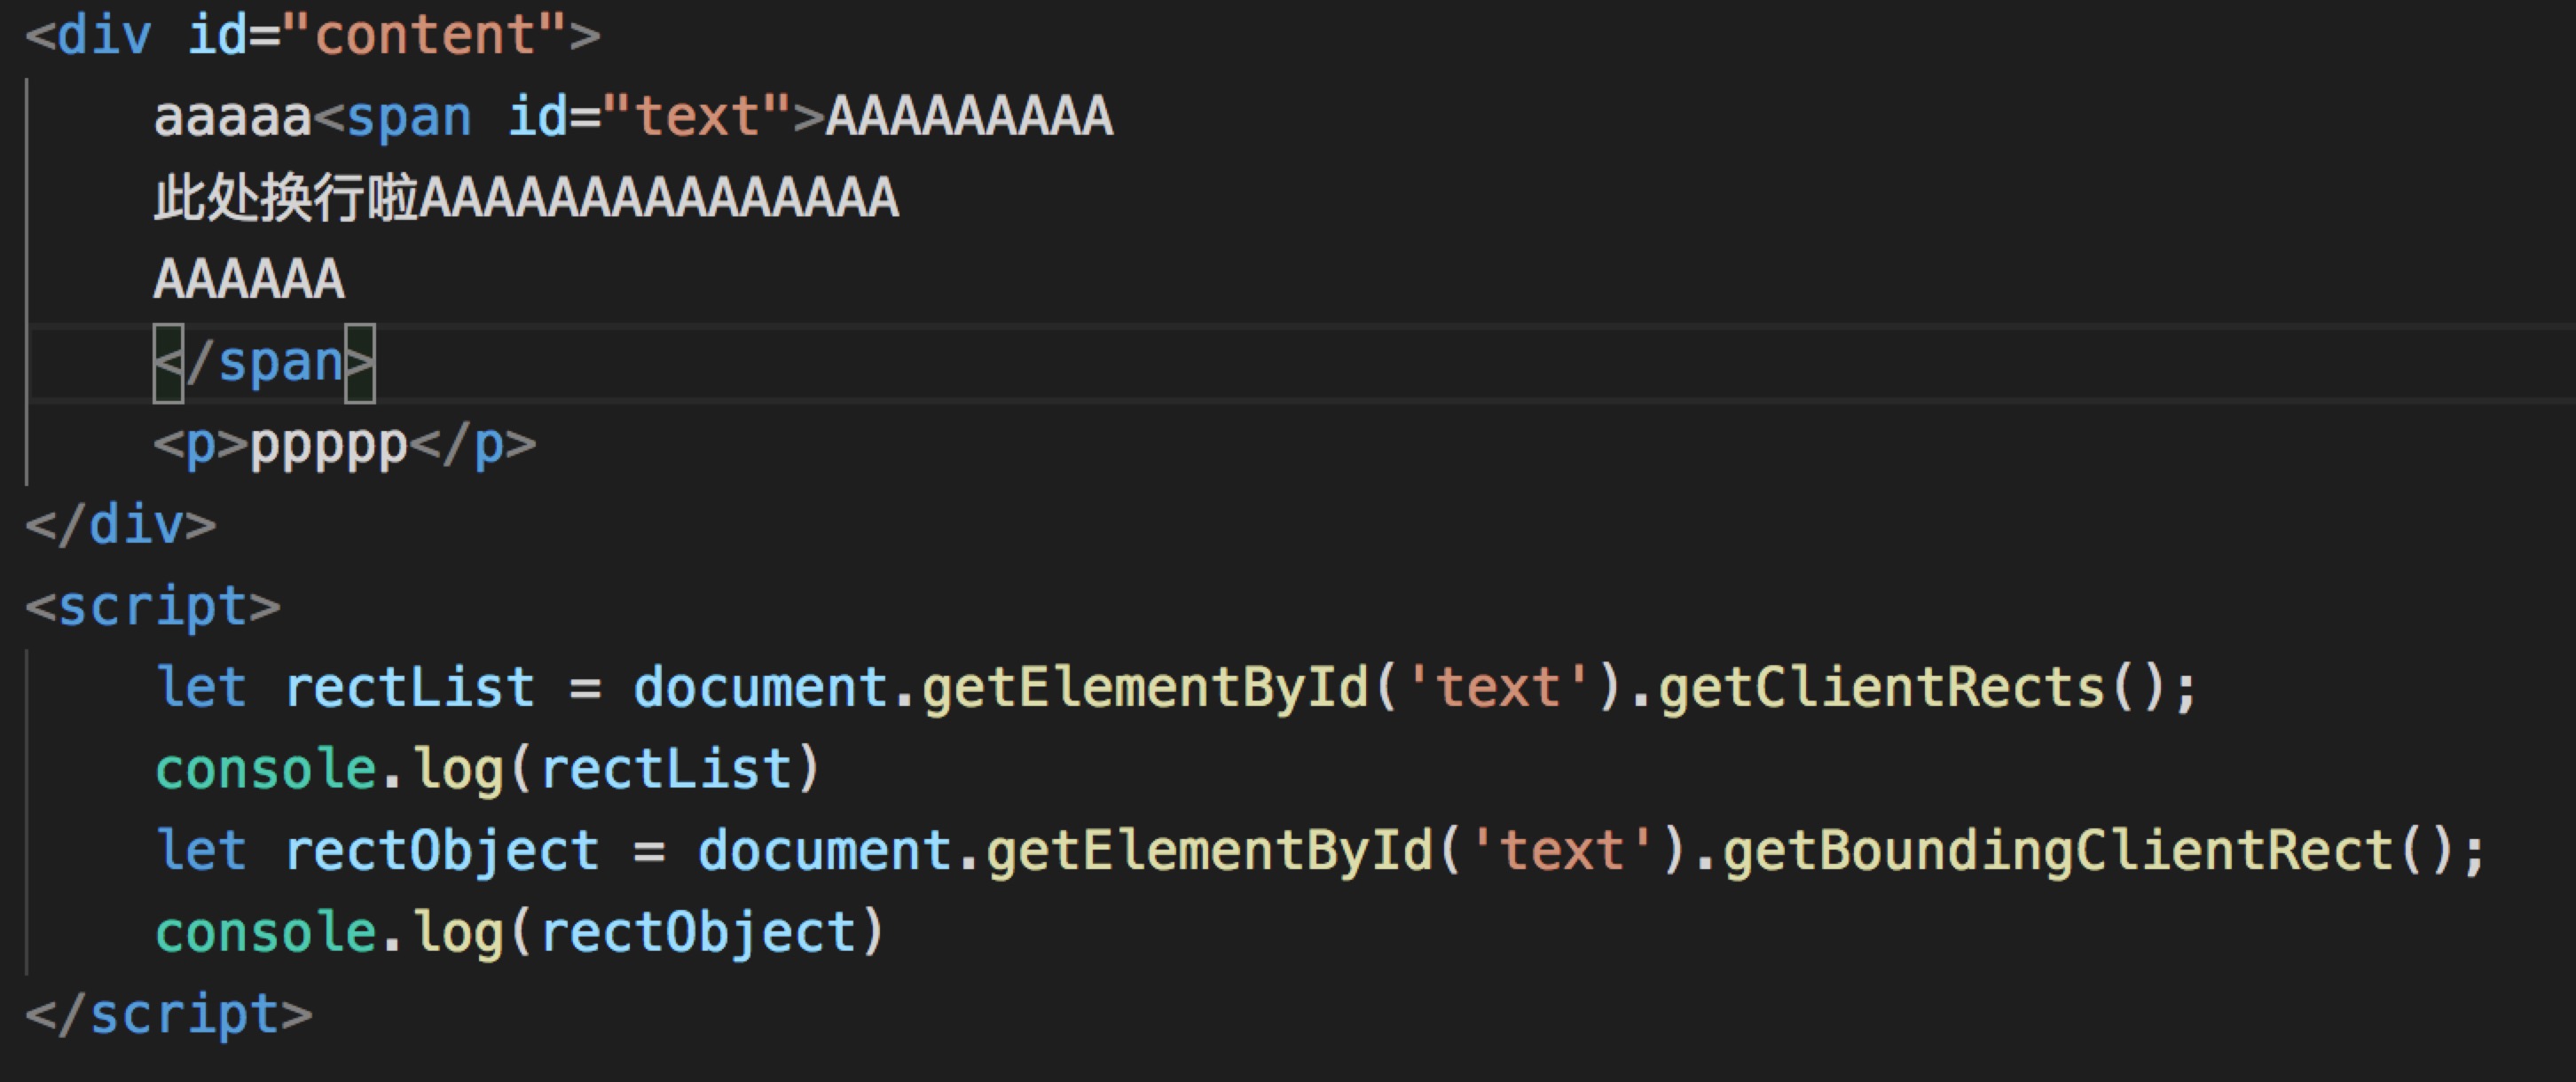 <div id="content">
aaaaa<span id="text">AAAAAAAAA
此处换行啦AAAAAAAAAAAAAAA
AAAAAA
</span>
<p>ppppp</p>
</div>
<script>
let rectList = document.getElementById('text').getClientRects();
console.log(rectList)
let rectObject = document.getElementById('text').getBoundingClientRect();
console.log(rectObject)
</script>